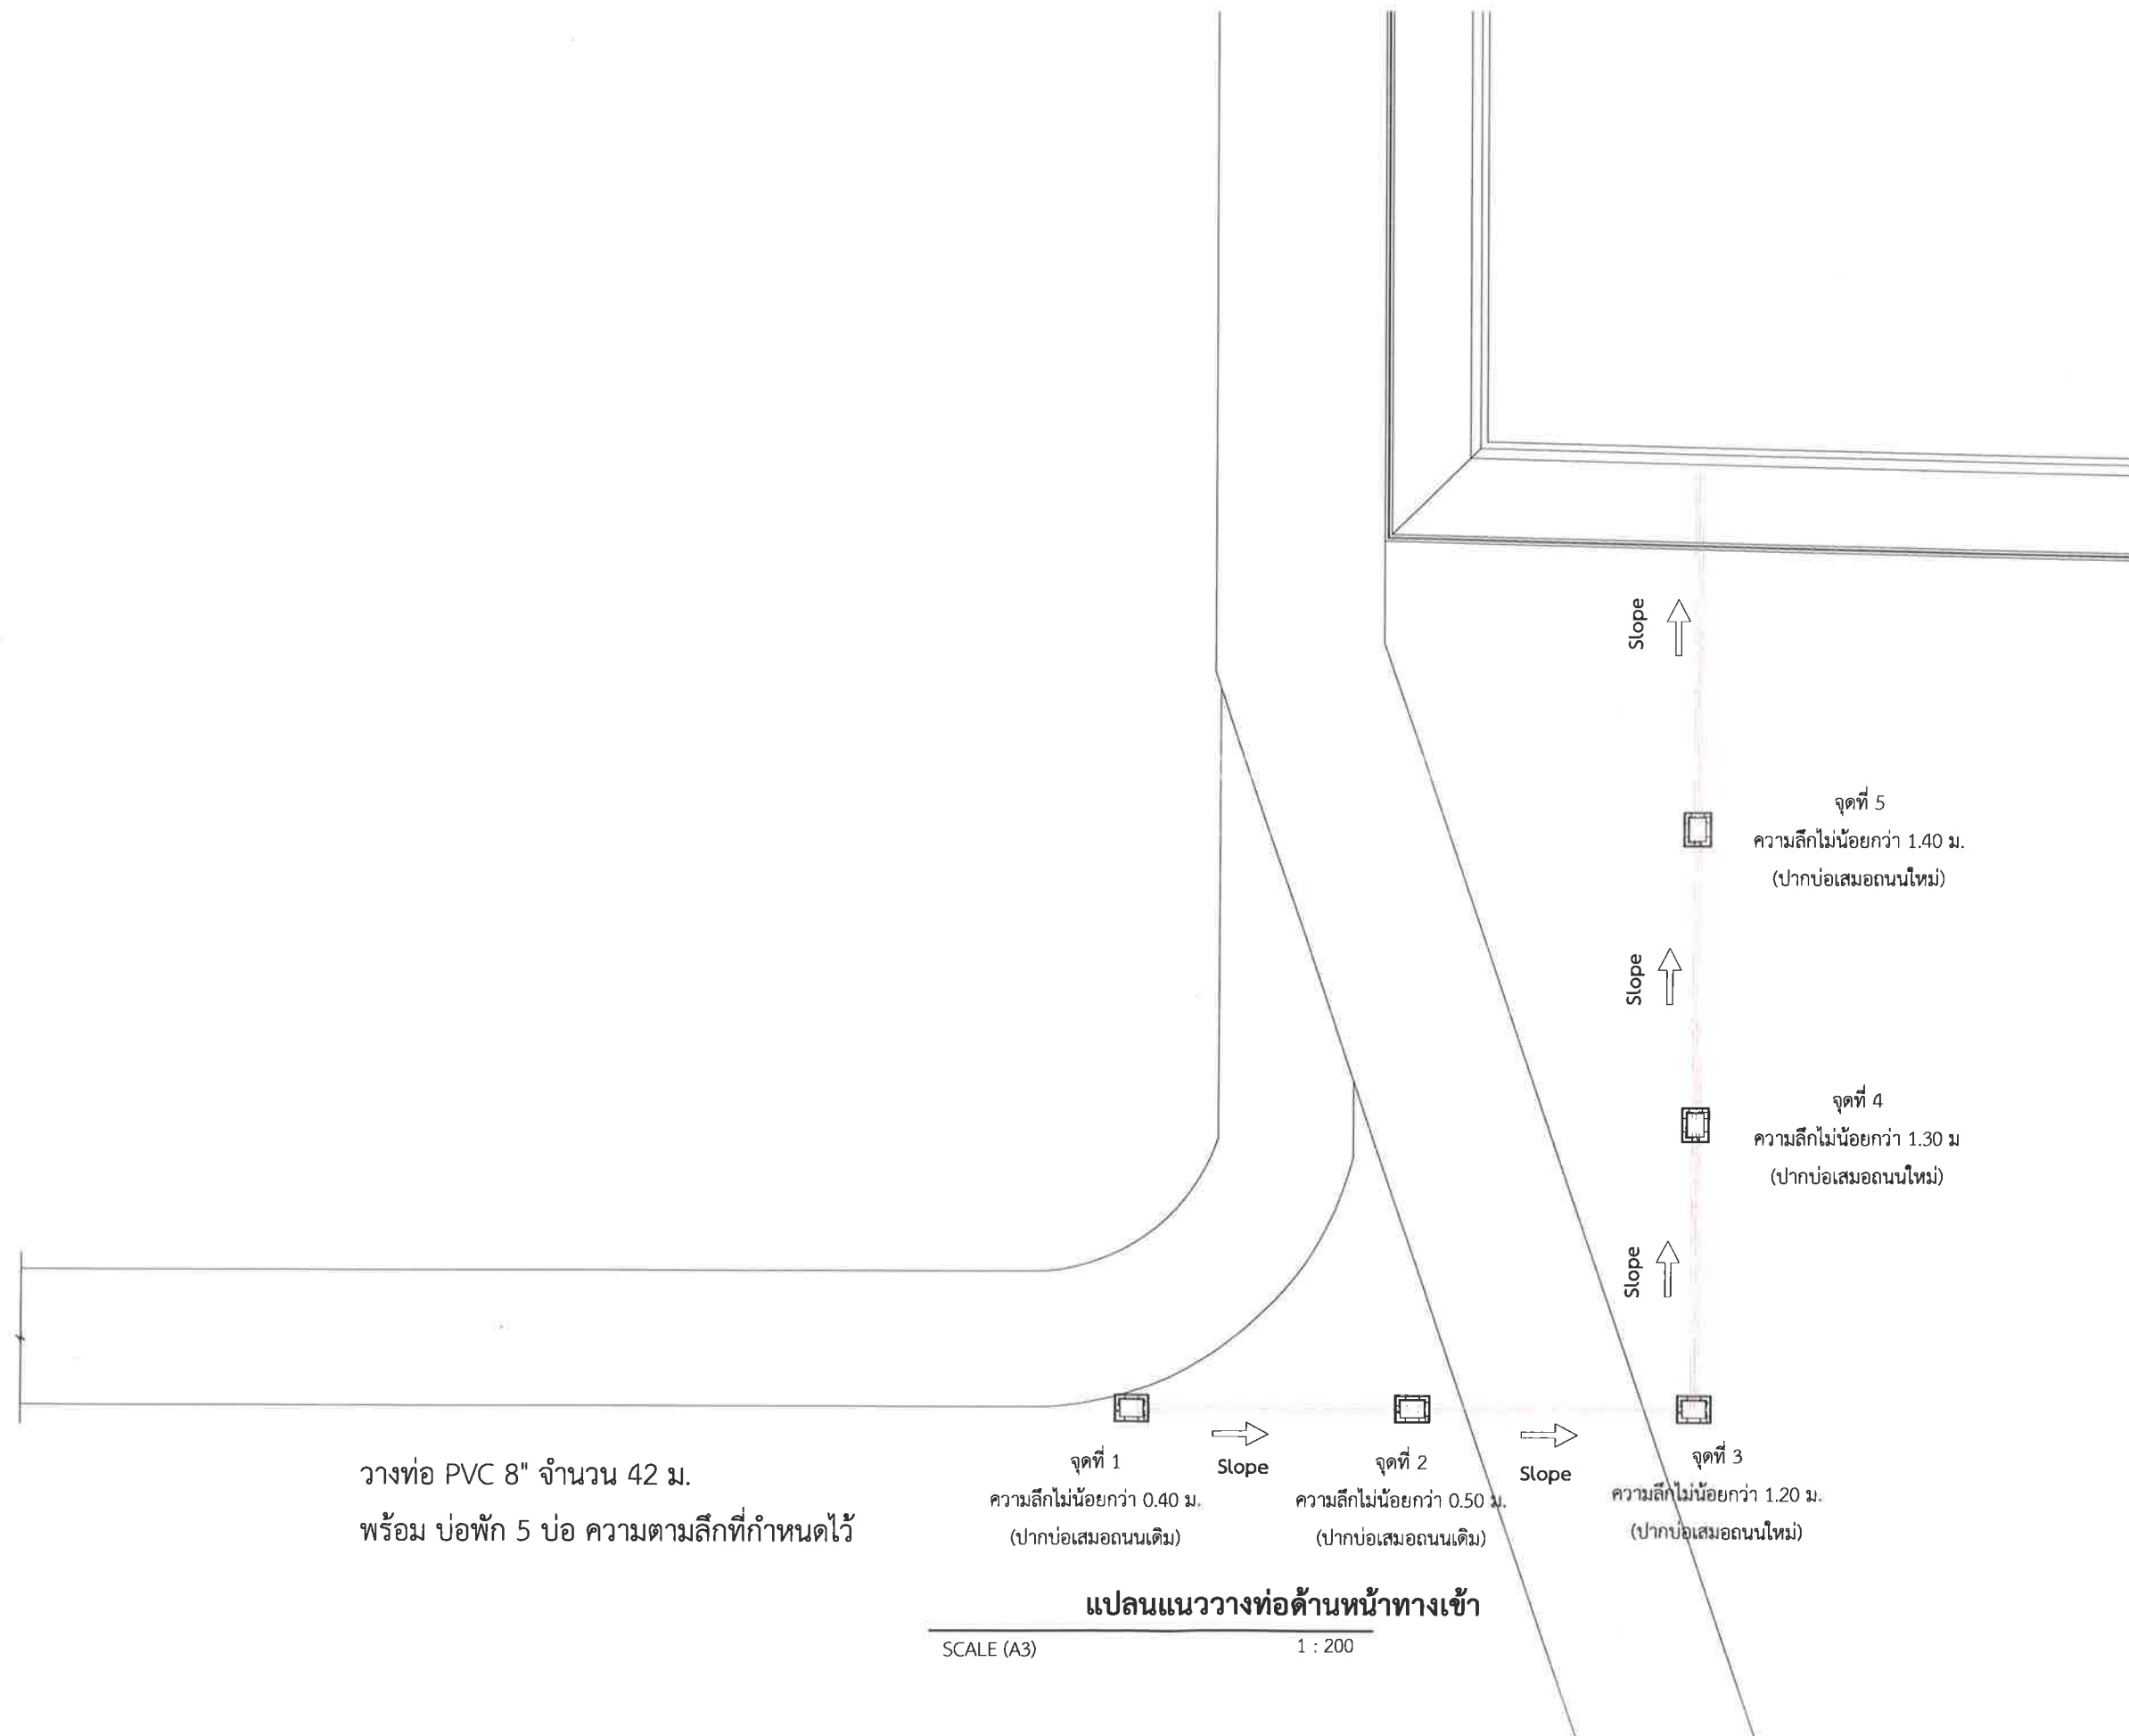 Slope
จุดที่ 5
ความลึกไม่น้อยกว่า 1.40 ม.
(ปากบ่อเสมอถนนใหม่)
Slope
จุดที่ 4
ความลึกไม่น้อยกว่า 1.30 ม
(ปากบ่อเสมอถนนใหม่)
Slope
วางท่อ PVC 8" จำนวน 42 ม.
พร้อม บ่อพัก 5 บ่อ ความตามลึกที่กำหนดไว้
จุดที่ 1
ความลึกไม่น้อยกว่า 0.40 ม.
(ปากบ่อเสมอถนนเดิม)
Slope
จุดที่ 2
ความลึกไม่น้อยกว่า 0.50 ม.
(ปากบ่อเสมอถนนเดิม)
Slope
จุดที่ 3
ความลึกไม่น้อยกว่า 1.20 ม.
(ปากบ่อเสมอถนนใหม่)
แปลนแนววางท่อด้านหน้าทางเข้า
SCALE (A3) 1 : 200